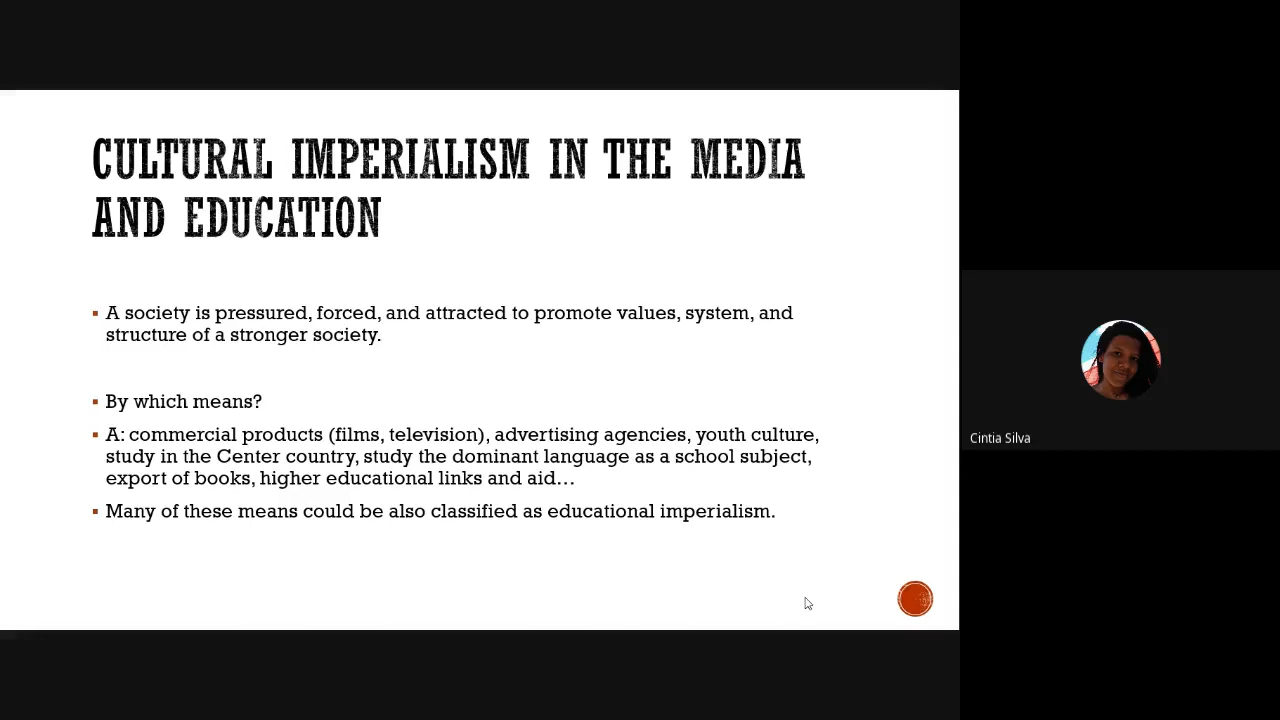 CULTURAL IMPERIALISM IN THE MEDIA
AND EDUCATION
▪ A society is pressured, forced, and attracted to promote values, system, and
structure of a stronger society.
▪ By which means?
▪ A: commercial products (films, television), advertising agencies, youth culture,
study in the Center country, study the dominant language as a school subject,
export of books, higher educational links and aid…
▪ Many of these means could be also classified as educational imperialism.
Cintia Silva